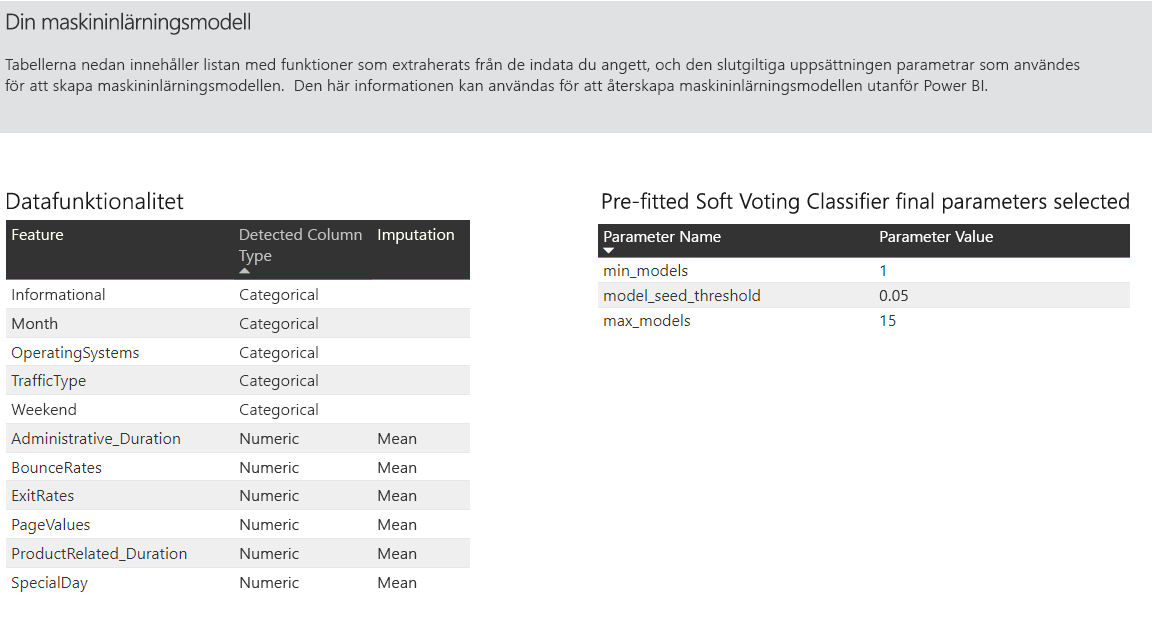 Din maskininlärningsmodell
Tabellerna nedan innehåller listan med funktioner som extraherats från de indata du angett, och den slutgiltiga uppsättningen parametrar som användes
för att skapa maskininlärningsmodellen.  Den här informationen kan användas för att återskapa maskininlärningsmodellen utanför Power BI.
Datafunktionalitet
Feature Detected Column Imputation
Type
Informational Categorical
Month Categorical
OperatingSystems Categorical
TrafficType Categorical
Weekend Categorical
Administrative_Duration Numeric Mean
BounceRates Numeric Mean
ExitRates Numeric Mean
PageValues Numeric Mean
ProductRelated_Duration Numeric Mean
SpecialDay Numeric Mean
Pre-fitted Soft Voting Classifier final parameters selected
Parameter Name Parameter Value
min_models 1
model_seed_threshold 0.05
max_models 15